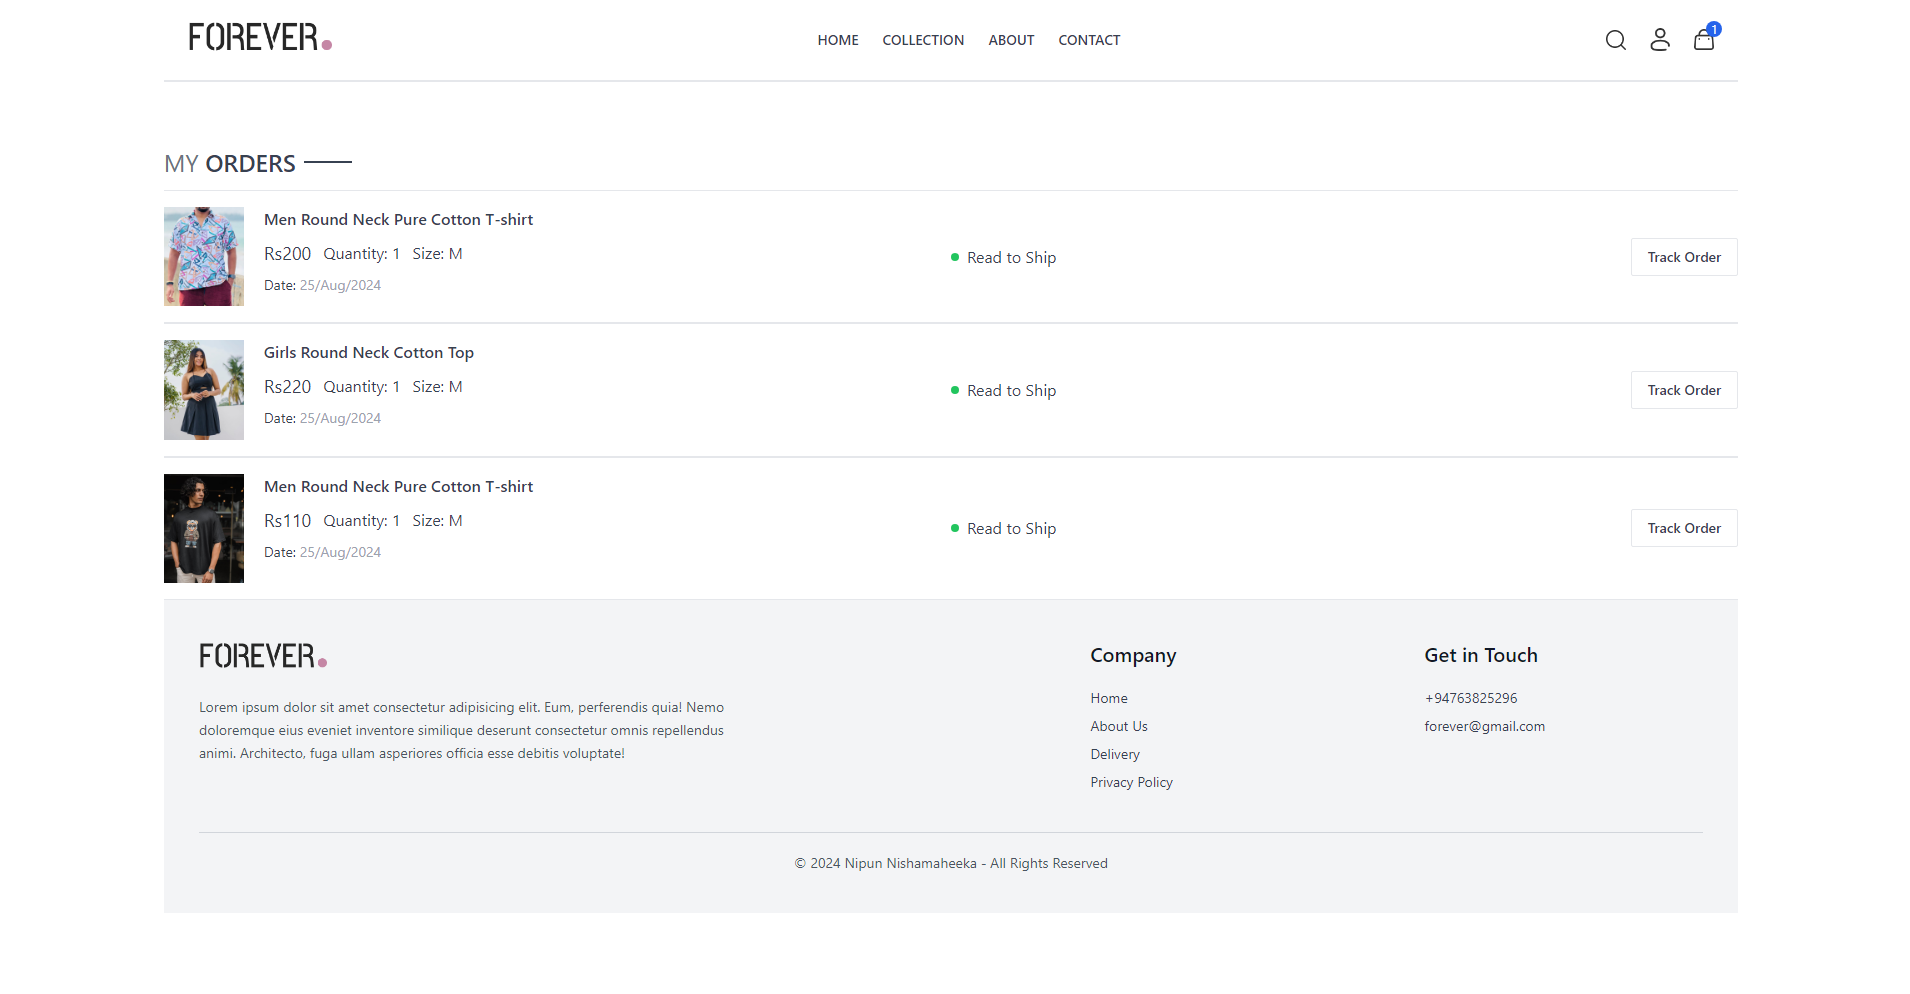 FOREVER.
HOME COLLECTION ABOUT CONTACT
1
MY ORDERS
Men Round Neck Pure Cotton T-shirt
Rs200 Quantity: 1 Size: M
Date: 25/Aug/2024
Read to Ship
Track Order
Girls Round Neck Cotton Top
Rs220 Quantity: 1 Size: M
Date: 25/Aug/2024
Read to Ship
Track Order
Men Round Neck Pure Cotton T-shirt
Rs110 Quantity: 1 Size: M
Date: 25/Aug/2024
Read to Ship
Track Order
FOREVER.
Lorem ipsum dolor sit amet consectetur adipisicing elit. Eum, perferendis quia! Nemo
doloremque eius eveniet inventore similique deserunt consectetur omnis repellendus
animi. Architecto, fuga ullam asperiores officia esse debitis voluptate!
Company
Home
About Us
Delivery
Privacy Policy
Get in Touch
+94763825296
forever@gmail.com
© 2024 Nipun Nishamaheeka - All Rights Reserved